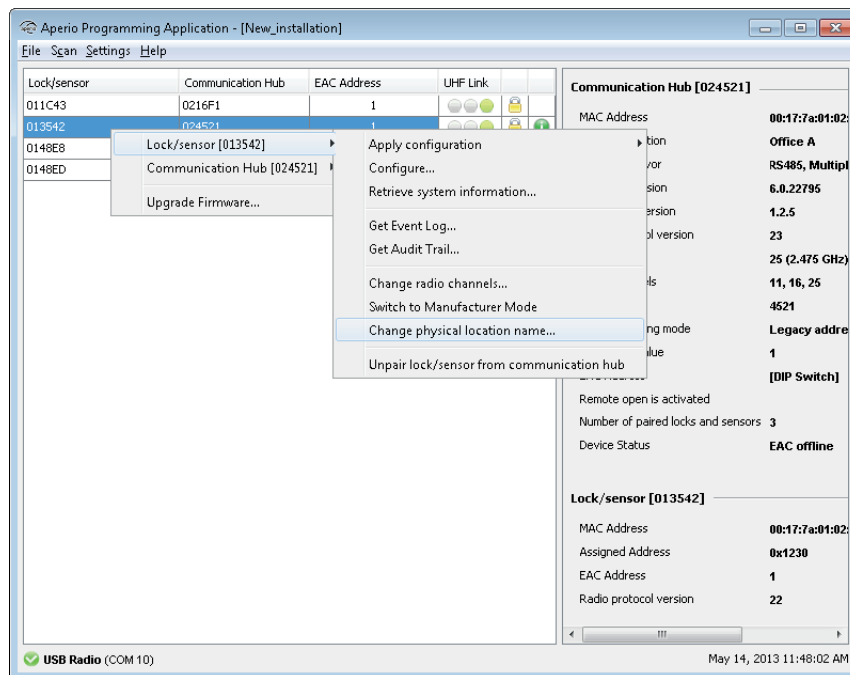 Aperio Programming Application - [New_installation]
File Scan Settings Help
Lock/sensor Communication Hub EAC Address UHF Link
011C43 0216F1 1
013542 024521 1
0148E8
0148ED
Lock/sensor [013542]
Communication Hub [024521]
Upgrade Firmware...
Apply configuration
Configure...
Retrieve system information...
Get Event Log...
Get Audit Trail...
Change radio channels...
Switch to Manufacturer Mode
Change physical location name...
Unpair lock/sensor from communication hub
Communication Hub [024521]
MAC Address 00:17:7a:01:02:
tion Office A
vor RS485, Multipl
sion 6.0.22795
ersion 1.2.5
ol version 23
25 (2.475 GHz)
els 11, 16, 25
4521
ng mode Legacy addre
lue 1
[DIP Switch]
Remote open is activated
Number of paired locks and sensors 3
Device Status EAC offline
Lock/sensor [013542]
MAC Address 00:17:7a:01:02:
Assigned Address 0x1230
EAC Address 1
Radio protocol version 22
USB Radio (COM 10)
May 14, 2013 11:48:02 AM